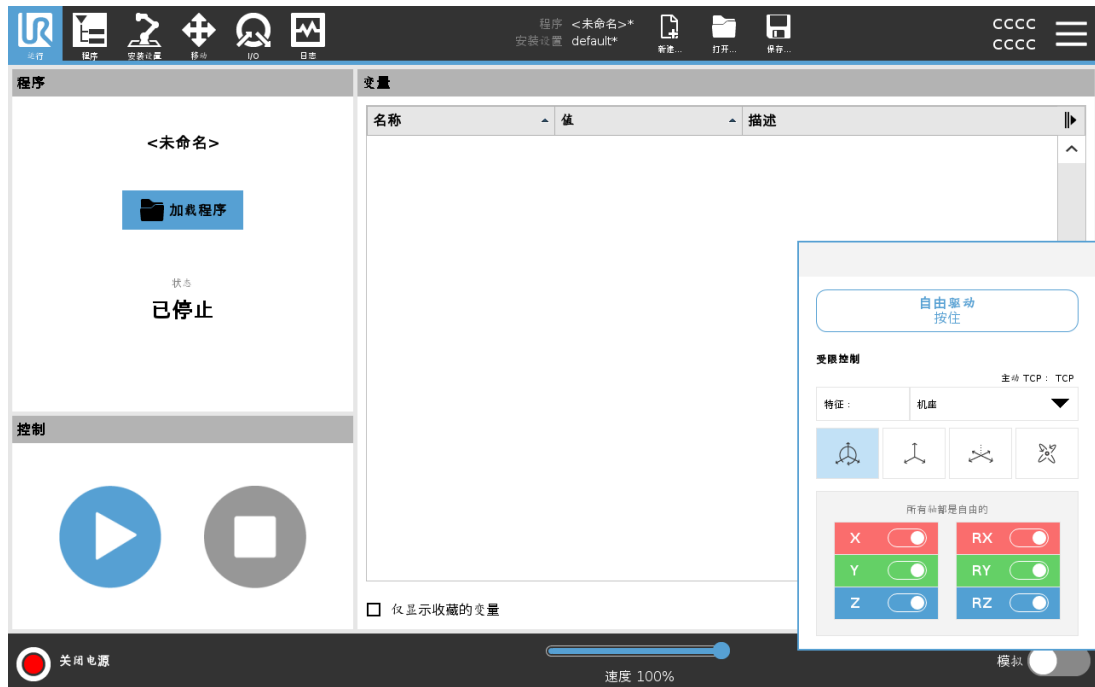 UR
运行
程序
安装设置
移动
I/O
日志
程序 <未命名>*
安装设置 default*
新建...
打开...
保存...
CCCC
CCCC
程序
<未命名>
加载程序
状态
已停止
控制
变量
名称
值
描述
仅显示收藏的变量
自由驱动
按住
受限控制
主动 TCP： TCP
特征：
机座
所有轴都是自由的
X
RX
Y
RY
Z
RZ
关闭电源
速度 100%
模拟